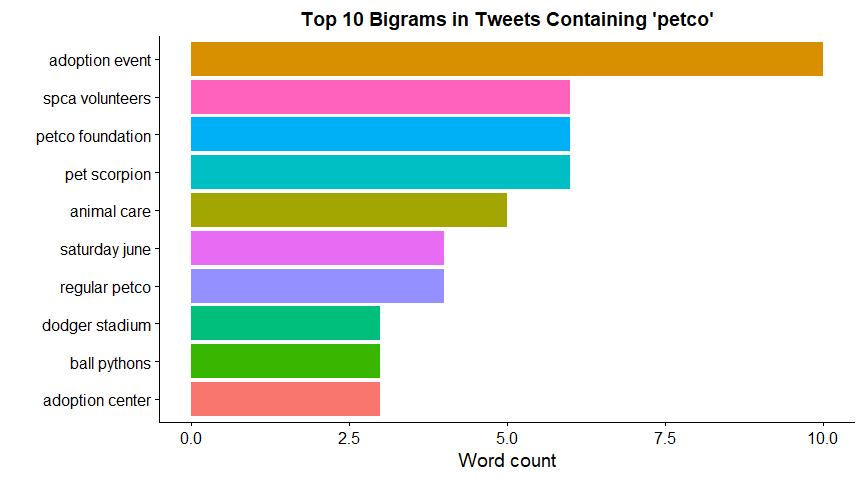 Top 10 Bigrams in Tweets Containing 'petco'
adoption event
spca volunteers
petco foundation
pet scorpion
animal care
saturday june
regular petco
dodger stadium
ball pythons
adoption center
0.0 2.5 5.0 7.5 10.0
Word count